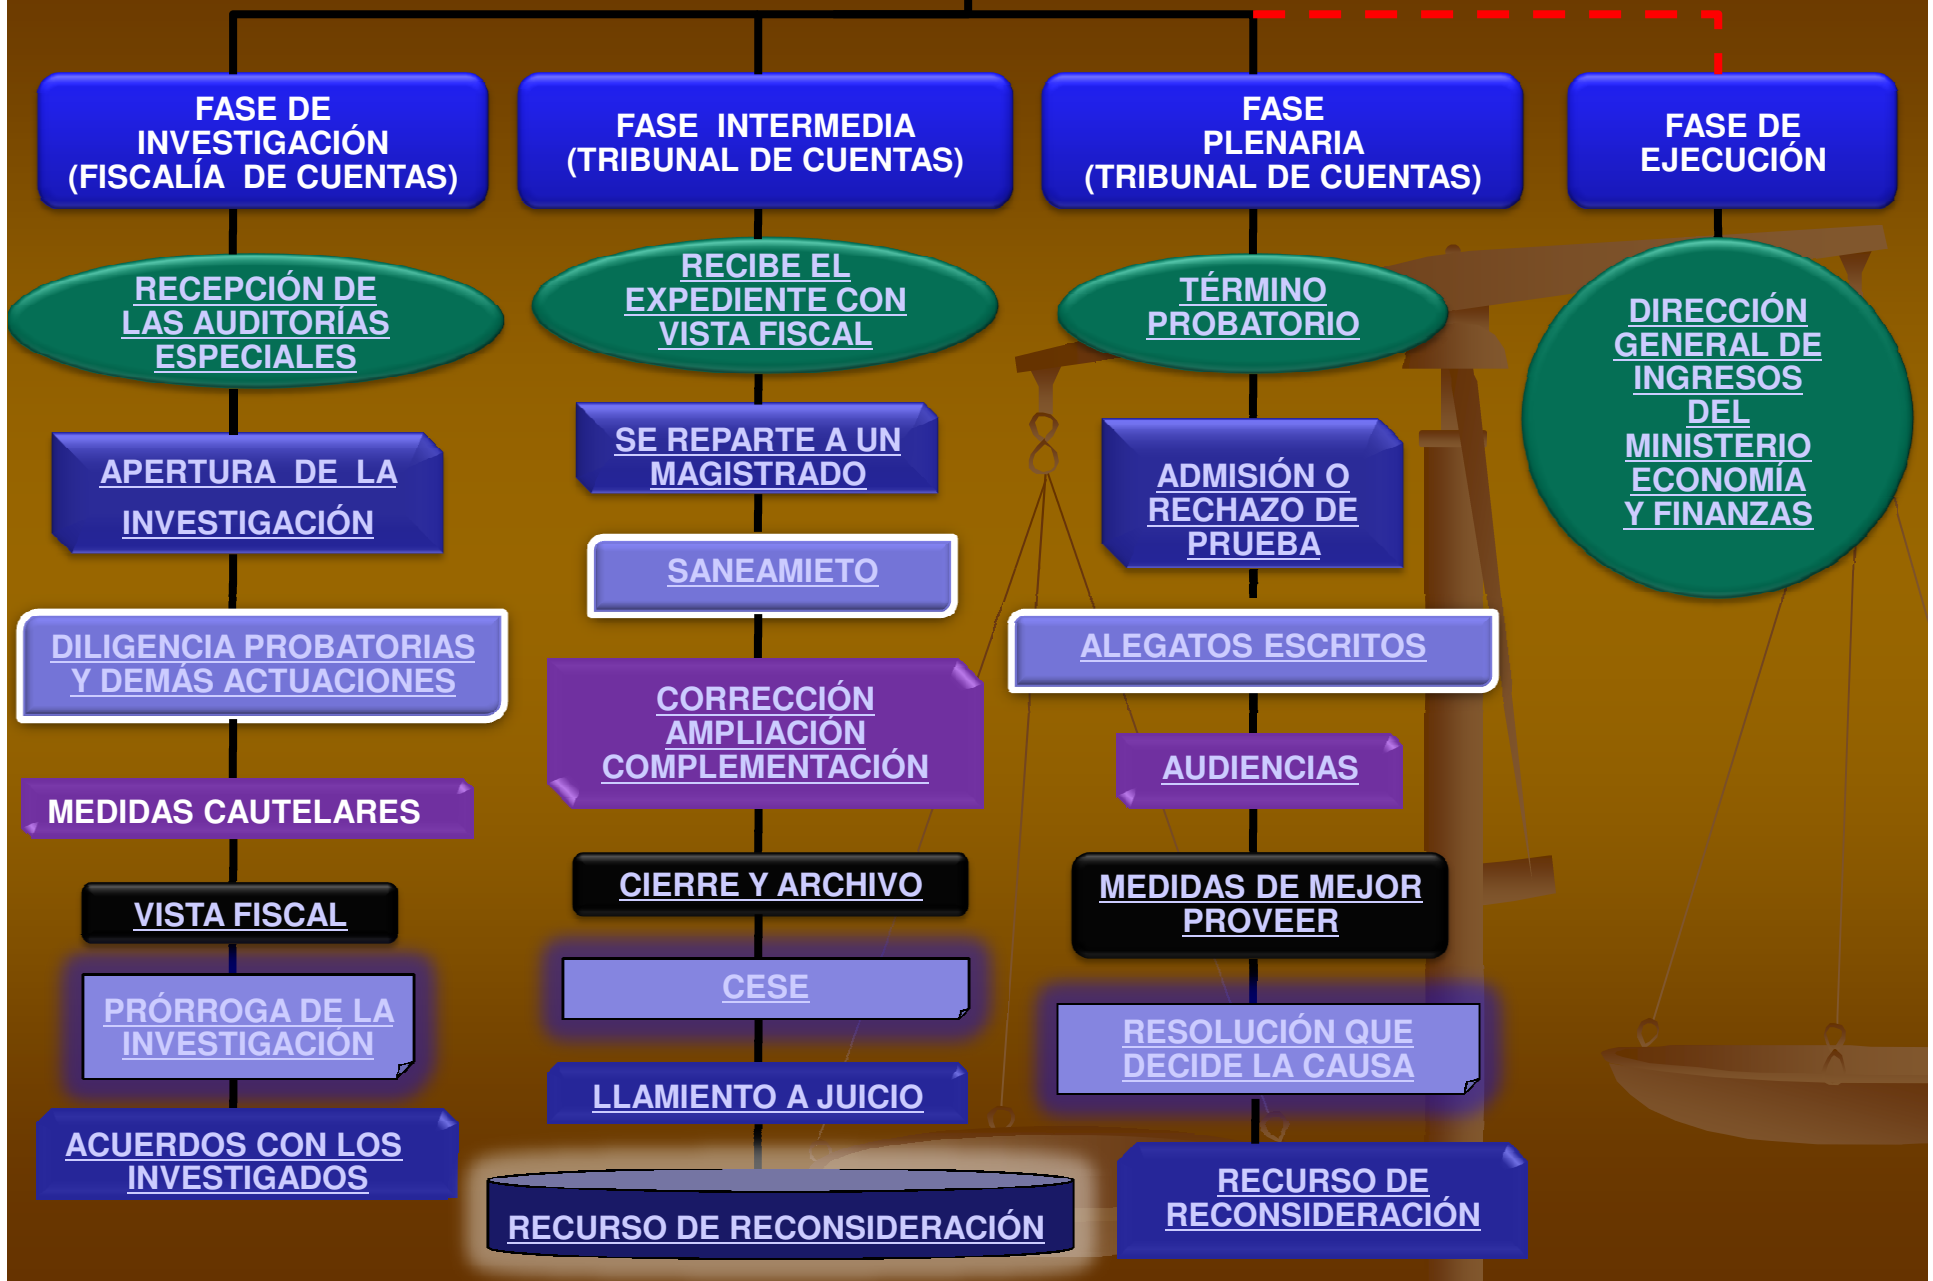 FASE DE
INVESTIGACIÓN
(FISCALÍA DE CUENTAS)
RECEPCIÓN DE
LAS AUDITORÍAS
ESPECIALES
APERTURA DE LA
INVESTIGACIÓN
DILIGENCIA PROBATORIAS
Y DEMÁS ACTUACIONES
MEDIDAS CAUTELARES
VISTA FISCAL
PRÓRROGA DE LA
INVESTIGACIÓN
ACUERDOS CON LOS
INVESTIGADOS
FASE INTERMEDIA
(TRIBUNAL DE CUENTAS)
RECIBE EL
EXPEDIENTE CON
VISTA FISCAL
SE REPARTE A UN
MAGISTRADO
SANEAMIETO
CORRECCIÓN
AMPLIACIÓN
COMPLEMENTACIÓN
CIERRE Y ARCHIVO
CESE
LLAMIENTO A JUICIO
RECURSO DE RECONSIDERACIÓN
FASE
PLENARIA
(TRIBUNAL DE CUENTAS)
TÉRMINO
PROBATORIO
ADMISIÓN O
RECHAZO DE
PRUEBA
ALEGATOS ESCRITOS
AUDIENCIAS
MEDIDAS DE MEJOR
PROVEER
RESOLUCIÓN QUE
DECIDE LA CAUSA
RECURSO DE
RECONSIDERACIÓN
FASE DE
EJECUCIÓN
DIRECCIÓN
GENERAL DE
INGRESOS
DEL
MINISTERIO
ECONOMÍA
Y FINANZAS